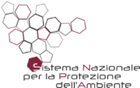 Sistema Nazionale
per la Protezione
dell'Ambiente